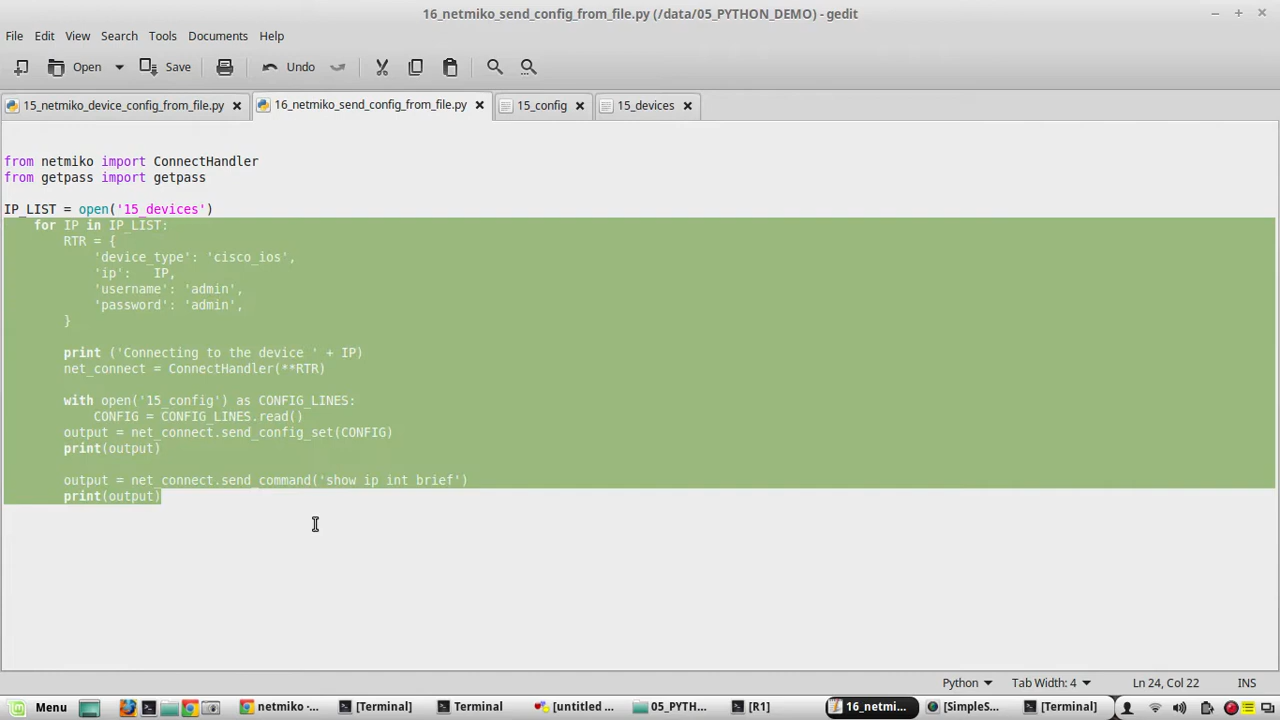 16_netmiko_send_config_from_file.py (/data/05_PYTHON_DEMO) - gedit
File Edit View Search Tools Documents Help
Open Save Undo
15_netmiko_device_config_from_file.py 16_netmiko_send_config_from_file.py 15_config 15_devices
from netmiko import ConnectHandler
from getpass import getpass
IP_LIST = open('15_devices')
for IP in IP_LIST:
RTR = {
'device_type': 'cisco_ios',
'ip':   IP,
'username': 'admin',
'password': 'admin',
}
print ('Connecting to the device ' + IP)
net_connect = ConnectHandler(**RTR)
with open('15_config') as CONFIG_LINES:
CONFIG = CONFIG_LINES.read()
output = net_connect.send_config_set(CONFIG)
print(output)
output = net_connect.send_command('show ip int brief')
print(output)
Python Tab Width: 4 Ln 24, Col 22 INS
Menu netmiko -... [Terminal] Terminal [untitled ... 05_PYTH... [R1] 16_netmi... [SimpleS... [Terminal]